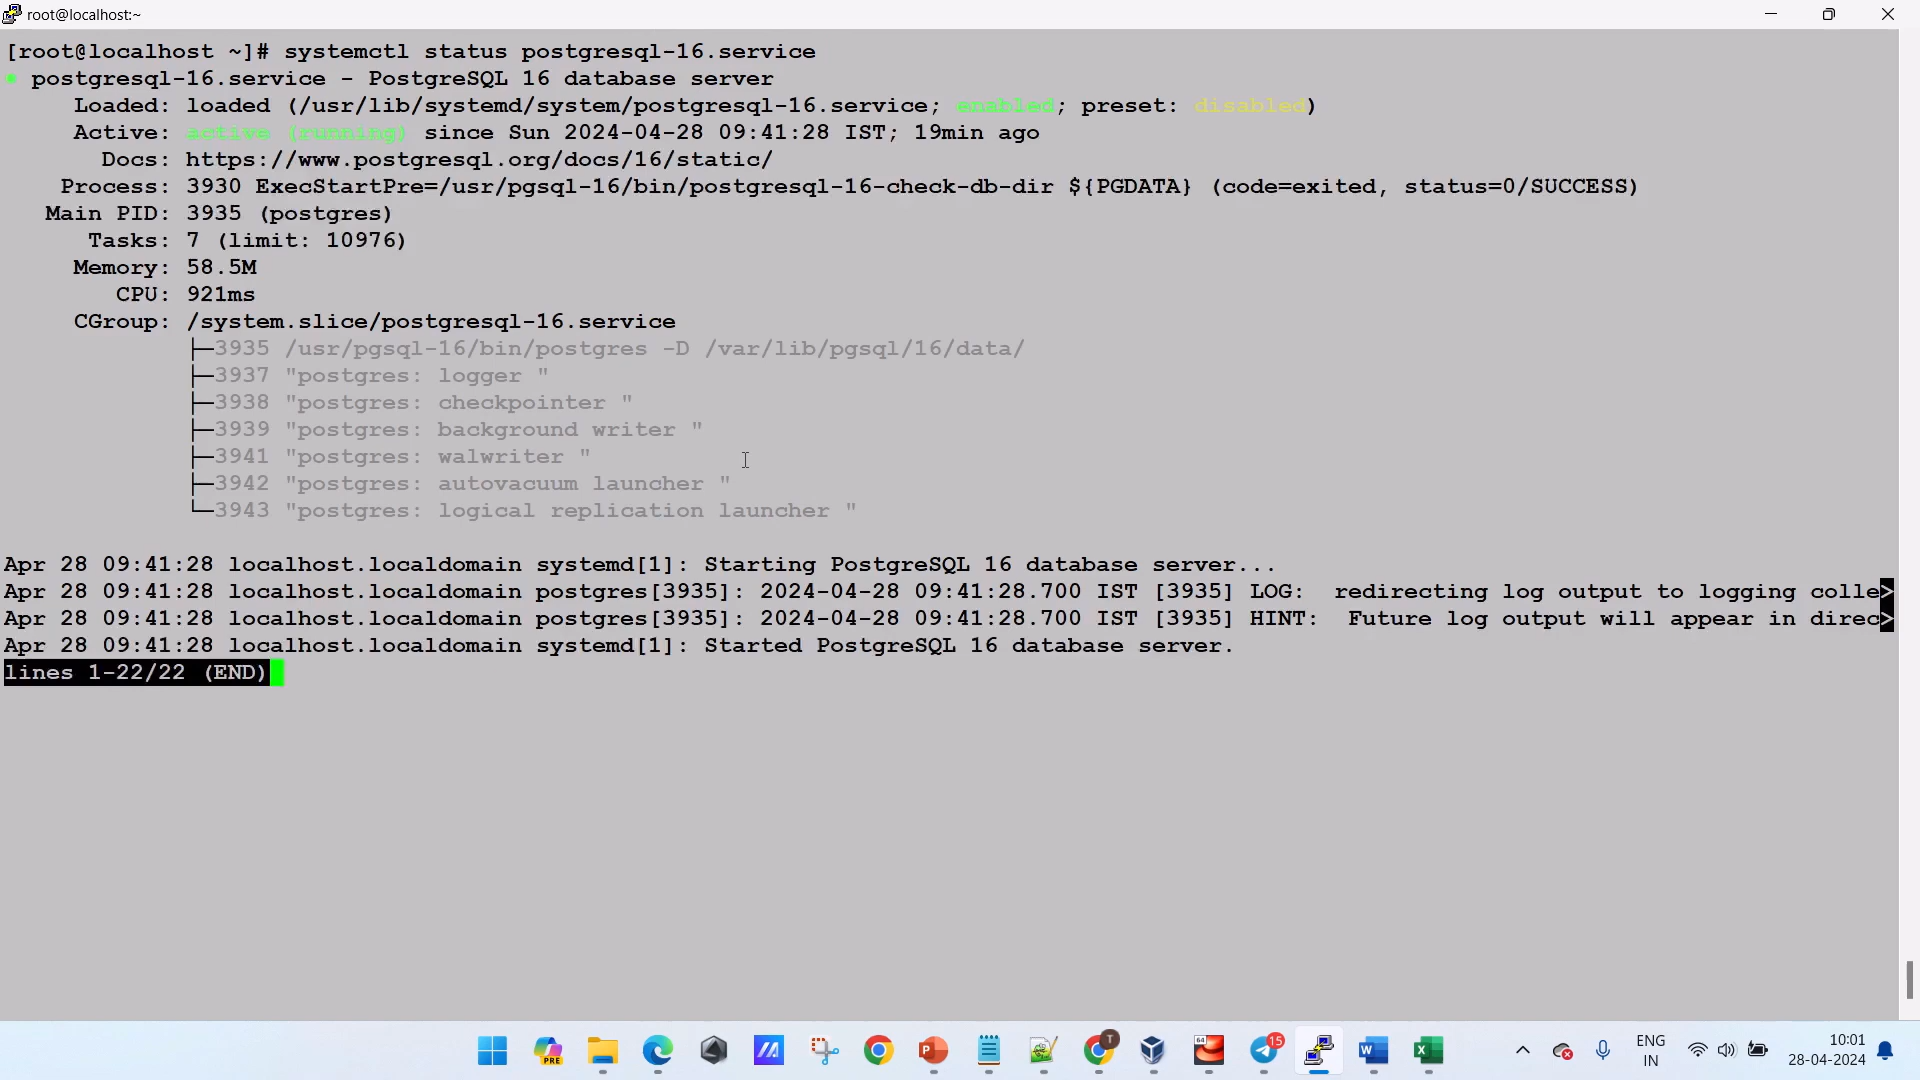 root@localhost:~
[root@localhost ~]# systemctl status postgresql-16.service
● postgresql-16.service - PostgreSQL 16 database server
Loaded: loaded (/usr/lib/systemd/system/postgresql-16.service; enabled; preset: disabled)
Active: active (running) since Sun 2024-04-28 09:41:28 IST; 19min ago
Docs: https://www.postgresql.org/docs/16/static/
Process: 3930 ExecStartPre=/usr/pgsql-16/bin/postgresql-16-check-db-dir ${PGDATA} (code=exited, status=0/SUCCESS)
Main PID: 3935 (postgres)
Tasks: 7 (limit: 10976)
Memory: 58.5M
CPU: 921ms
CGroup: /system.slice/postgresql-16.service
├─3935 /usr/pgsql-16/bin/postgres -D /var/lib/pgsql/16/data/
├─3937 "postgres: logger "
├─3938 "postgres: checkpointer "
├─3939 "postgres: background writer "
├─3941 "postgres: walwriter "
├─3942 "postgres: autovacuum launcher "
└─3943 "postgres: logical replication launcher "
Apr 28 09:41:28 localhost.localdomain systemd[1]: Starting PostgreSQL 16 database server...
Apr 28 09:41:28 localhost.localdomain postgres[3935]: 2024-04-28 09:41:28.700 IST [3935] LOG:  redirecting log output to logging colle>
Apr 28 09:41:28 localhost.localdomain postgres[3935]: 2024-04-28 09:41:28.700 IST [3935] HINT:  Future log output will appear in direc>
Apr 28 09:41:28 localhost.localdomain systemd[1]: Started PostgreSQL 16 database server.
lines 1-22/22 (END)
PRE
T
64
15
ENG
IN
10:01
28-04-2024